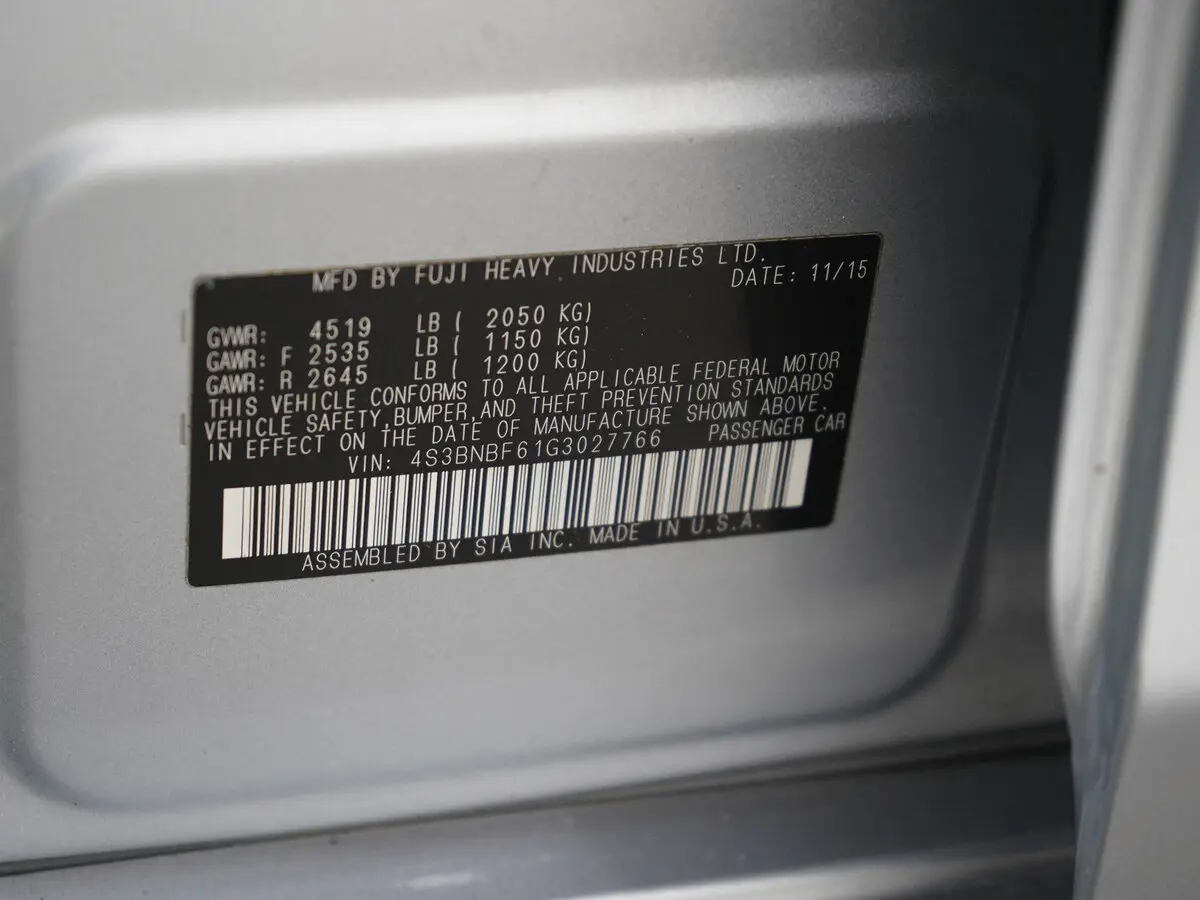 MFD BY FUJI HEAVY INDUSTRIES LTD.
DATE: 11/15
GVWR: 4519 LB ( 2050 KG)
GAWR: F 2535 LB ( 1150 KG)
GAWR: R 2645 LB ( 1200 KG)
THIS VEHICLE CONFORMS TO ALL APPLICABLE FEDERAL MOTOR
VEHICLE SAFETY,BUMPER,AND THEFT PREVENTION STANDARDS
IN EFFECT ON THE DATE OF MANUFACTURE SHOWN ABOVE.
VIN: 4S3BNBF61G3027766 PASSENGER CAR
ASSEMBLED BY SIA INC. MADE IN U.S.A.